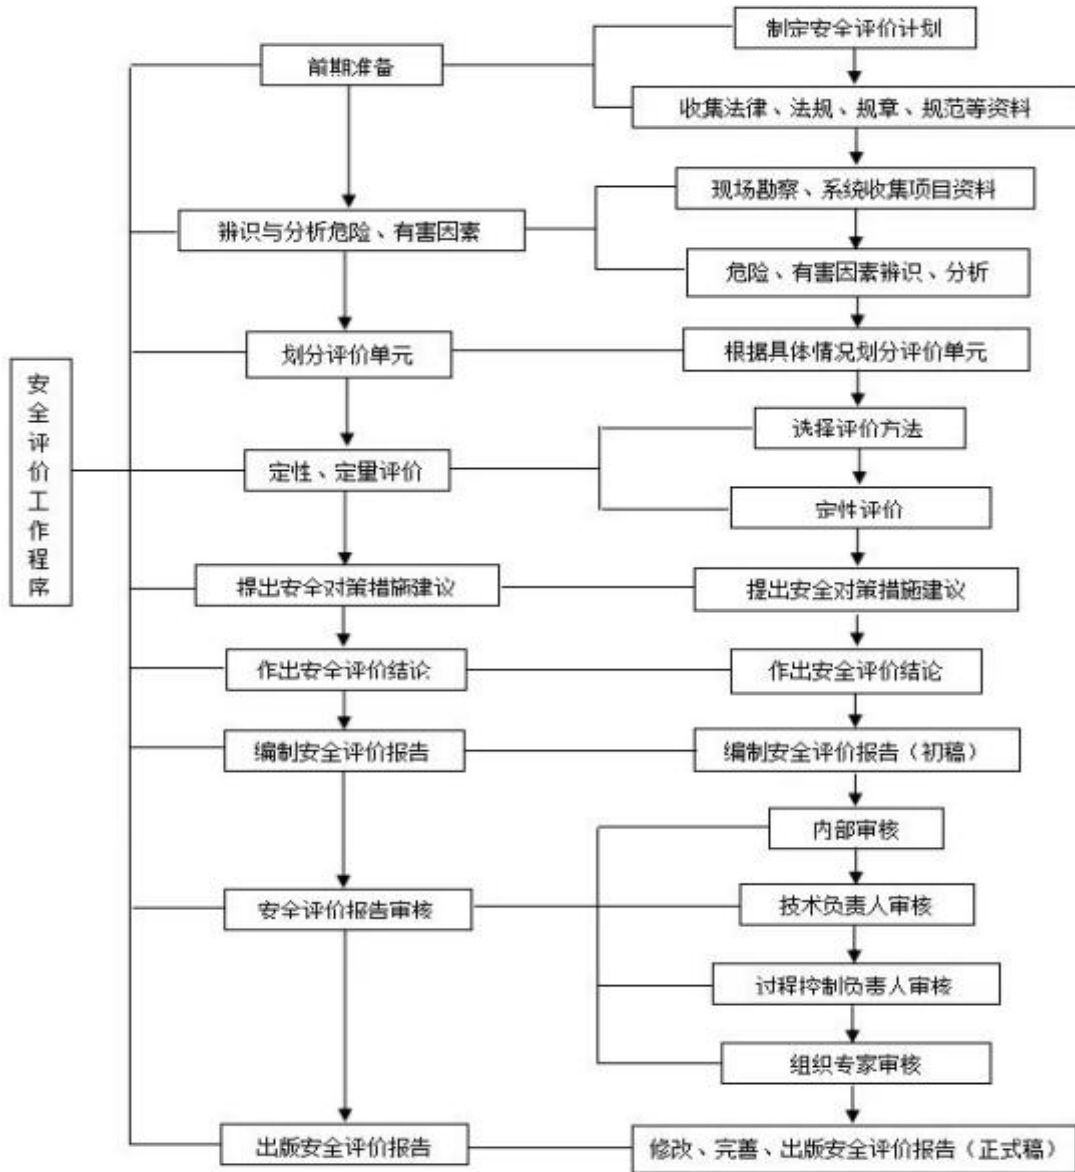 制定安全评价计划
前期准备
收集法律、法规、规章、规范等资料
现场勘察、系统收集项目资料
辨识与分析危险、有害因素
危险、有害因素辨识、分析
划分评价单元
根据具体情况划分评价单元
安全评价工作程序
选择评价方法
定性、定量评价
定性评价
提出安全对策措施建议
提出安全对策措施建议
作出安全评价结论
作出安全评价结论
编制安全评价报告
编制安全评价报告（初稿）
内部审核
安全评价报告审核
技术负责人审核
过程控制负责人审核
组织专家审核
出版安全评价报告
修改、完善、出版安全评价报告（正式稿）